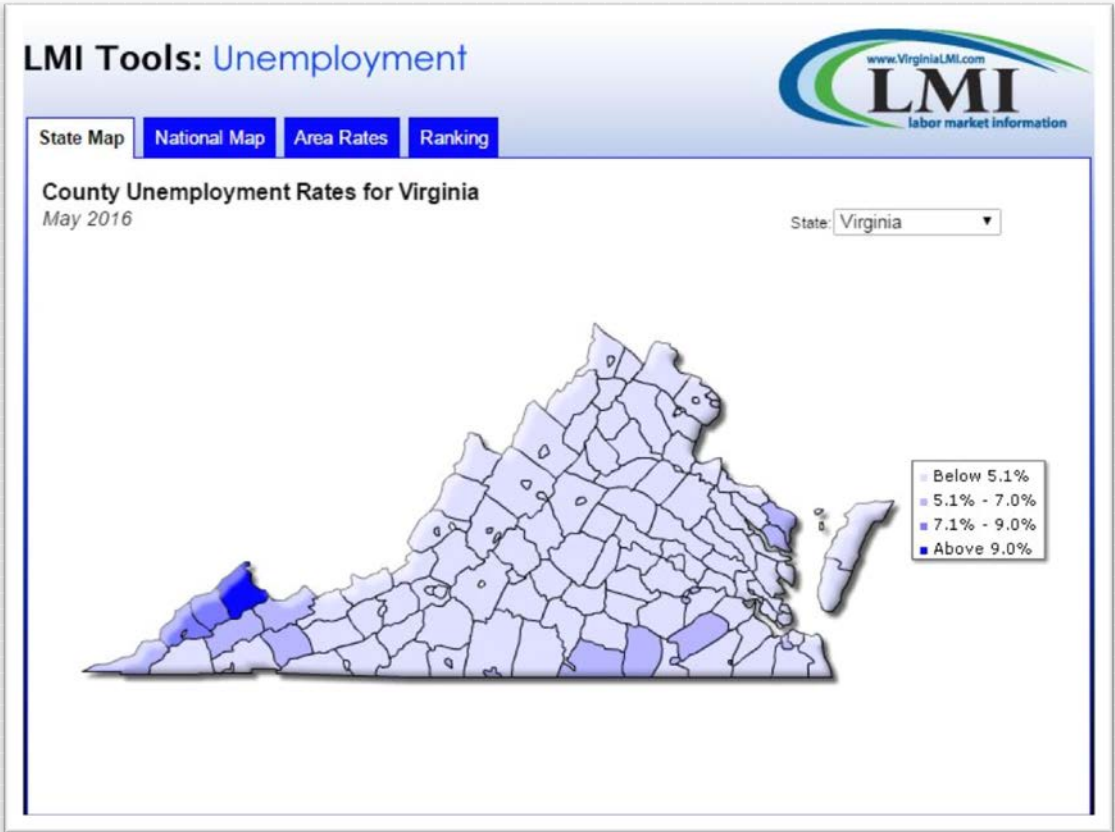 LMI Tools: Unemployment
www.VirginiaLMI.com
LMI
labor market information
State Map National Map Area Rates Ranking
County Unemployment Rates for Virginia
May 2016
State: Virginia
Below 5.1%
5.1% - 7.0%
7.1% - 9.0%
Above 9.0%